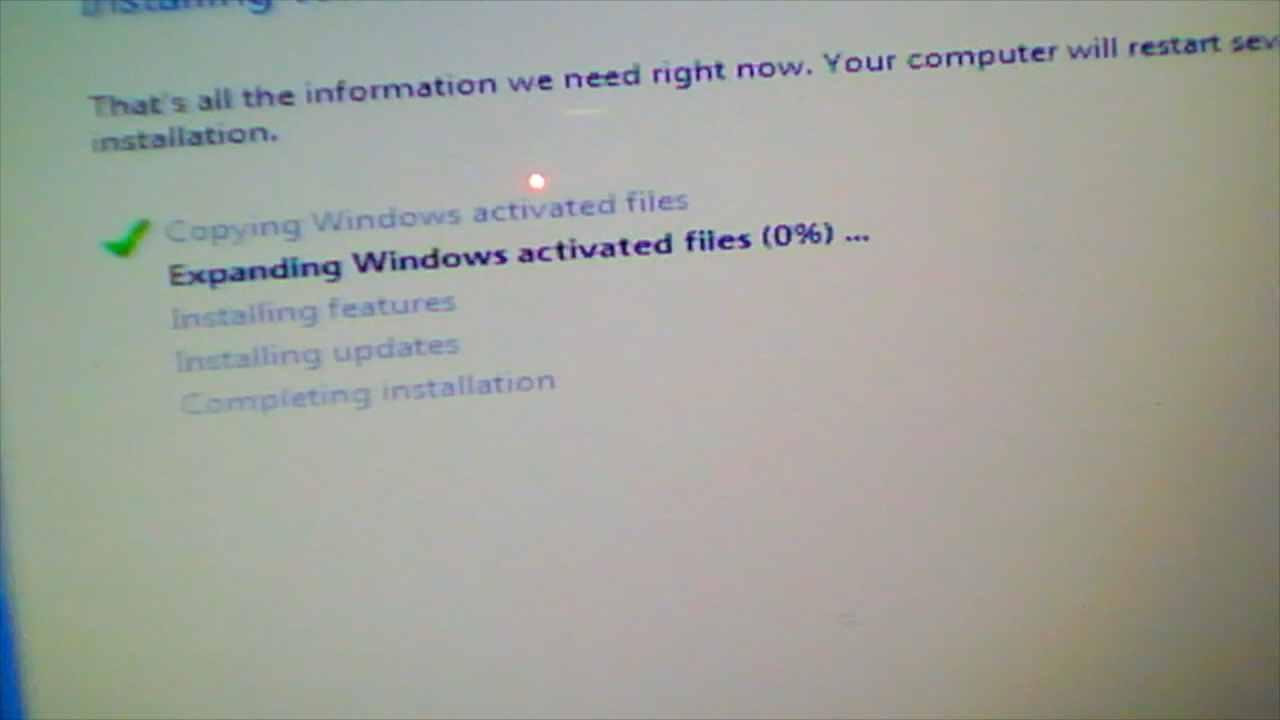 Installing
That's all the information we need right now. Your computer will restart
installation.
Copying Windows activated files
Expanding Windows activated files (0%) ...
Installing features
Installing updates
Completing installation